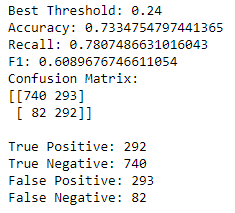 Best Threshold: 0.24
Accuracy: 0.7334754797441365
Recall: 0.7807486631016043
F1: 0.6089676746611054
Confusion Matrix:
[[740 293]
 [ 82 292]]

True Positive: 292
True Negative: 740
False Positive: 293
False Negative: 82